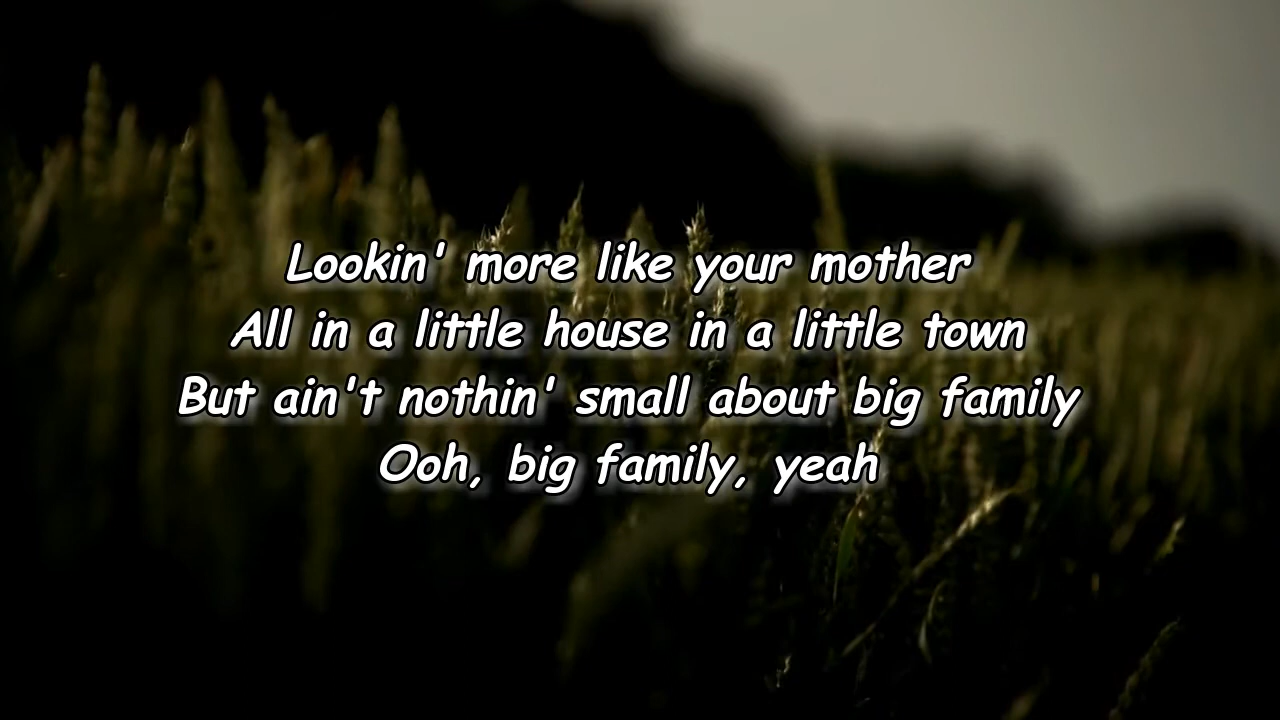 Lookin' more like your mother
All in a little house in a little town
But ain't nothin' small about big family
Ooh, big family, yeah